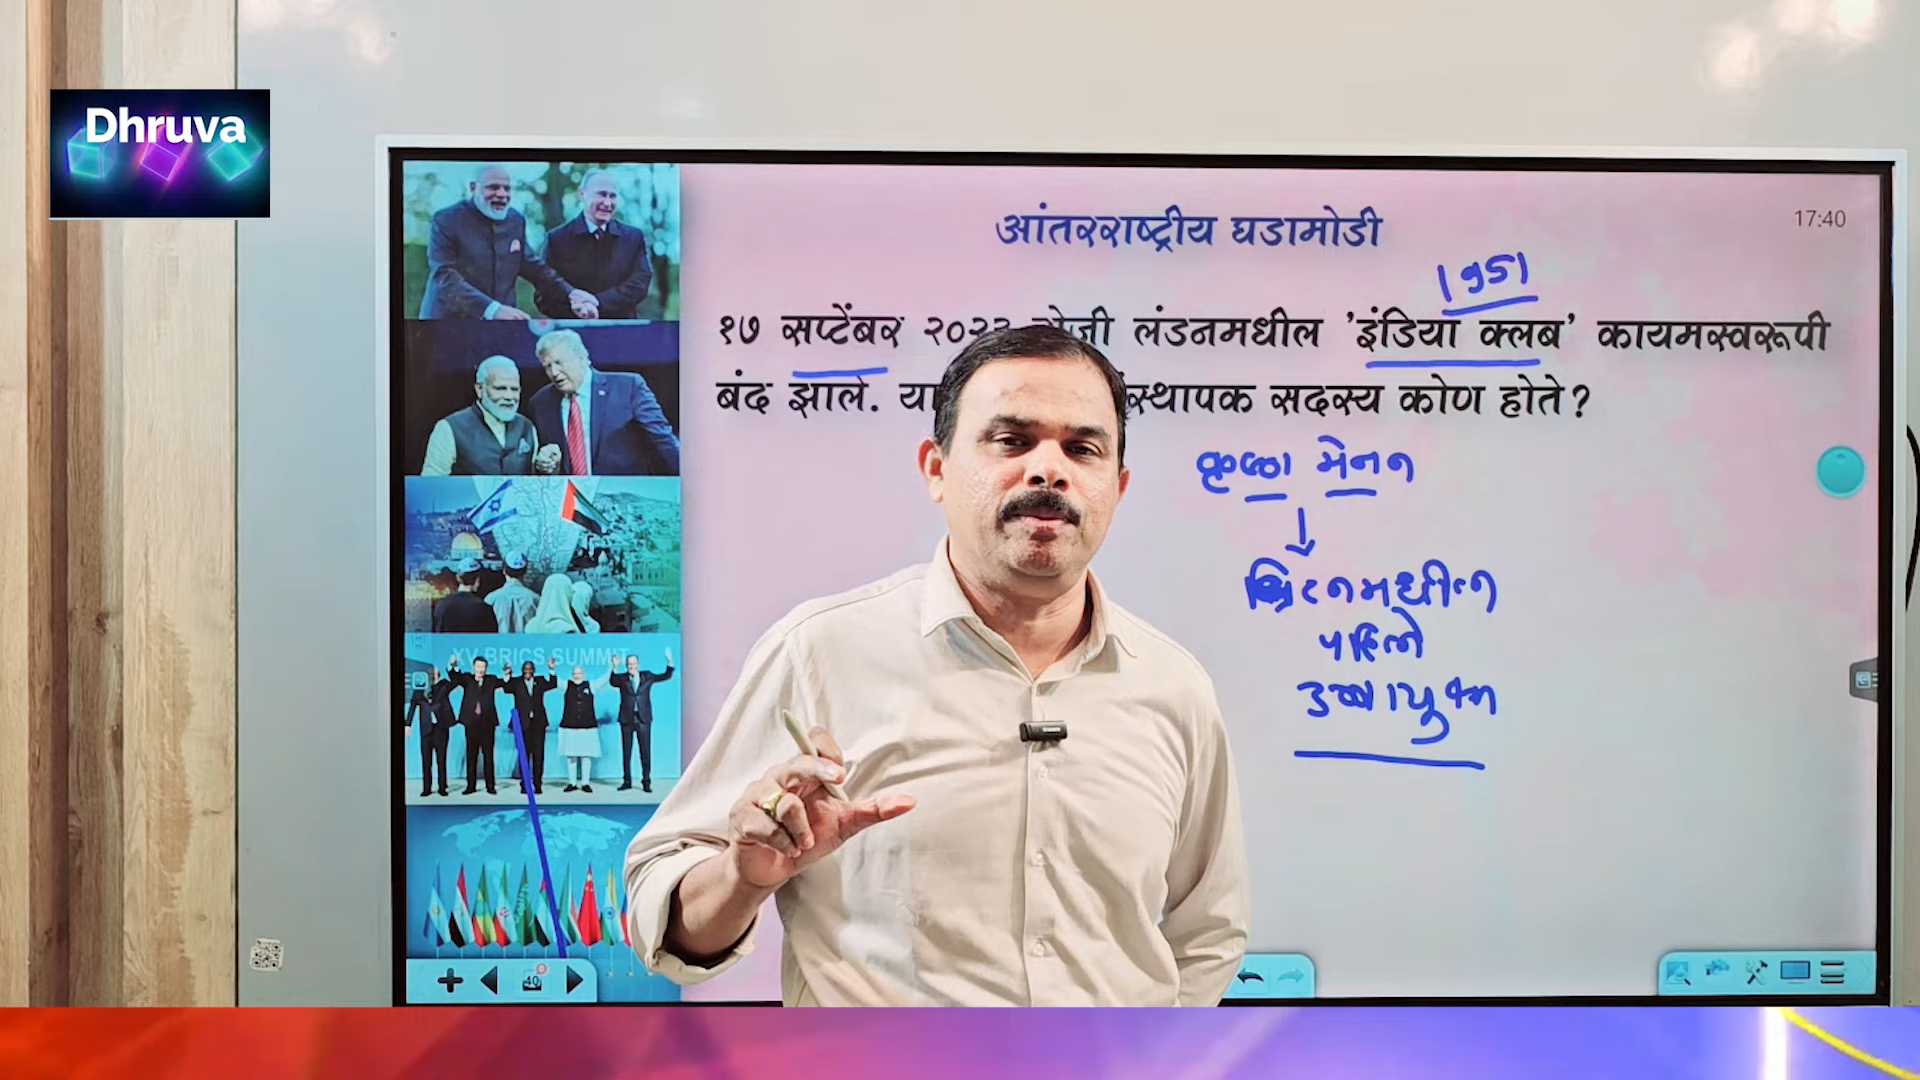 Dhruva
आंतरराष्ट्रीय घडामोडी
17:40
1951
१७ सप्टेंबर २०२३ रोजी लंडनमधील 'इंडिया क्लब' कायमस्वरूपी
बंद झाले. या संस्थापक सदस्य कोण होते?
कृष्णा मेनन
ब्रिटनमधील
पहिले
उच्चायुक्त
XV BRICS SUMMIT
40